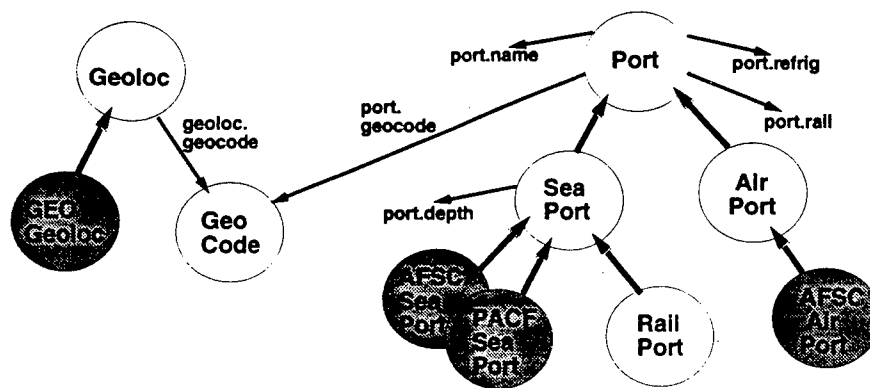 Geoloc
geoloc.
geocode
GEO
Geoloc
Geo
Code
port.name
Port
port.refrig
port.rail
port.
geocode
Sea
Port
port.depth
Air
Port
AFSC
Sea
Port
PACF
Sea
Port
Rail
Port
AFSC
Air
Port